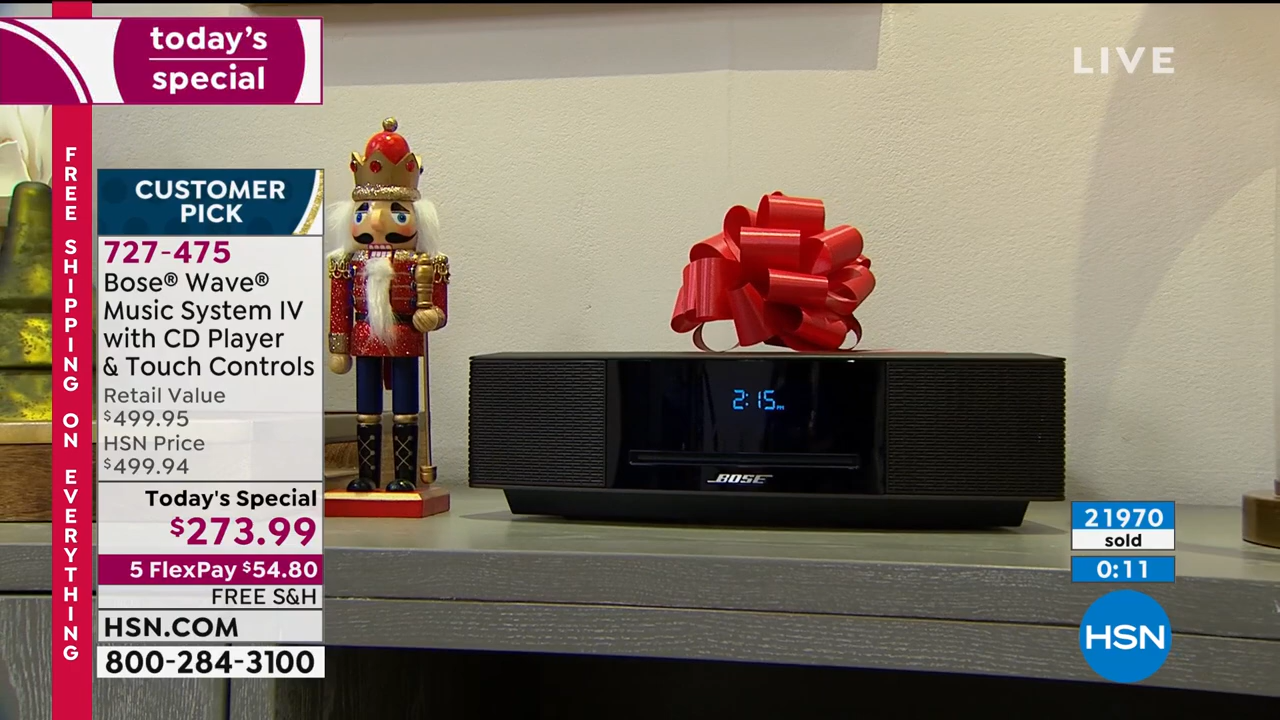 today's
special
LIVE
FREE SHIPPING ON EVERYTHING
CUSTOMER
PICK
727-475
Bose® Wave®
Music System IV
with CD Player
& Touch Controls
Retail Value
$499.95
HSN Price
$499.94
Today's Special
$273.99
5 FlexPay $54.80
FREE S&H
HSN.COM
800-284-3100
2:15
BOSE
21970
sold
0:11
HSN